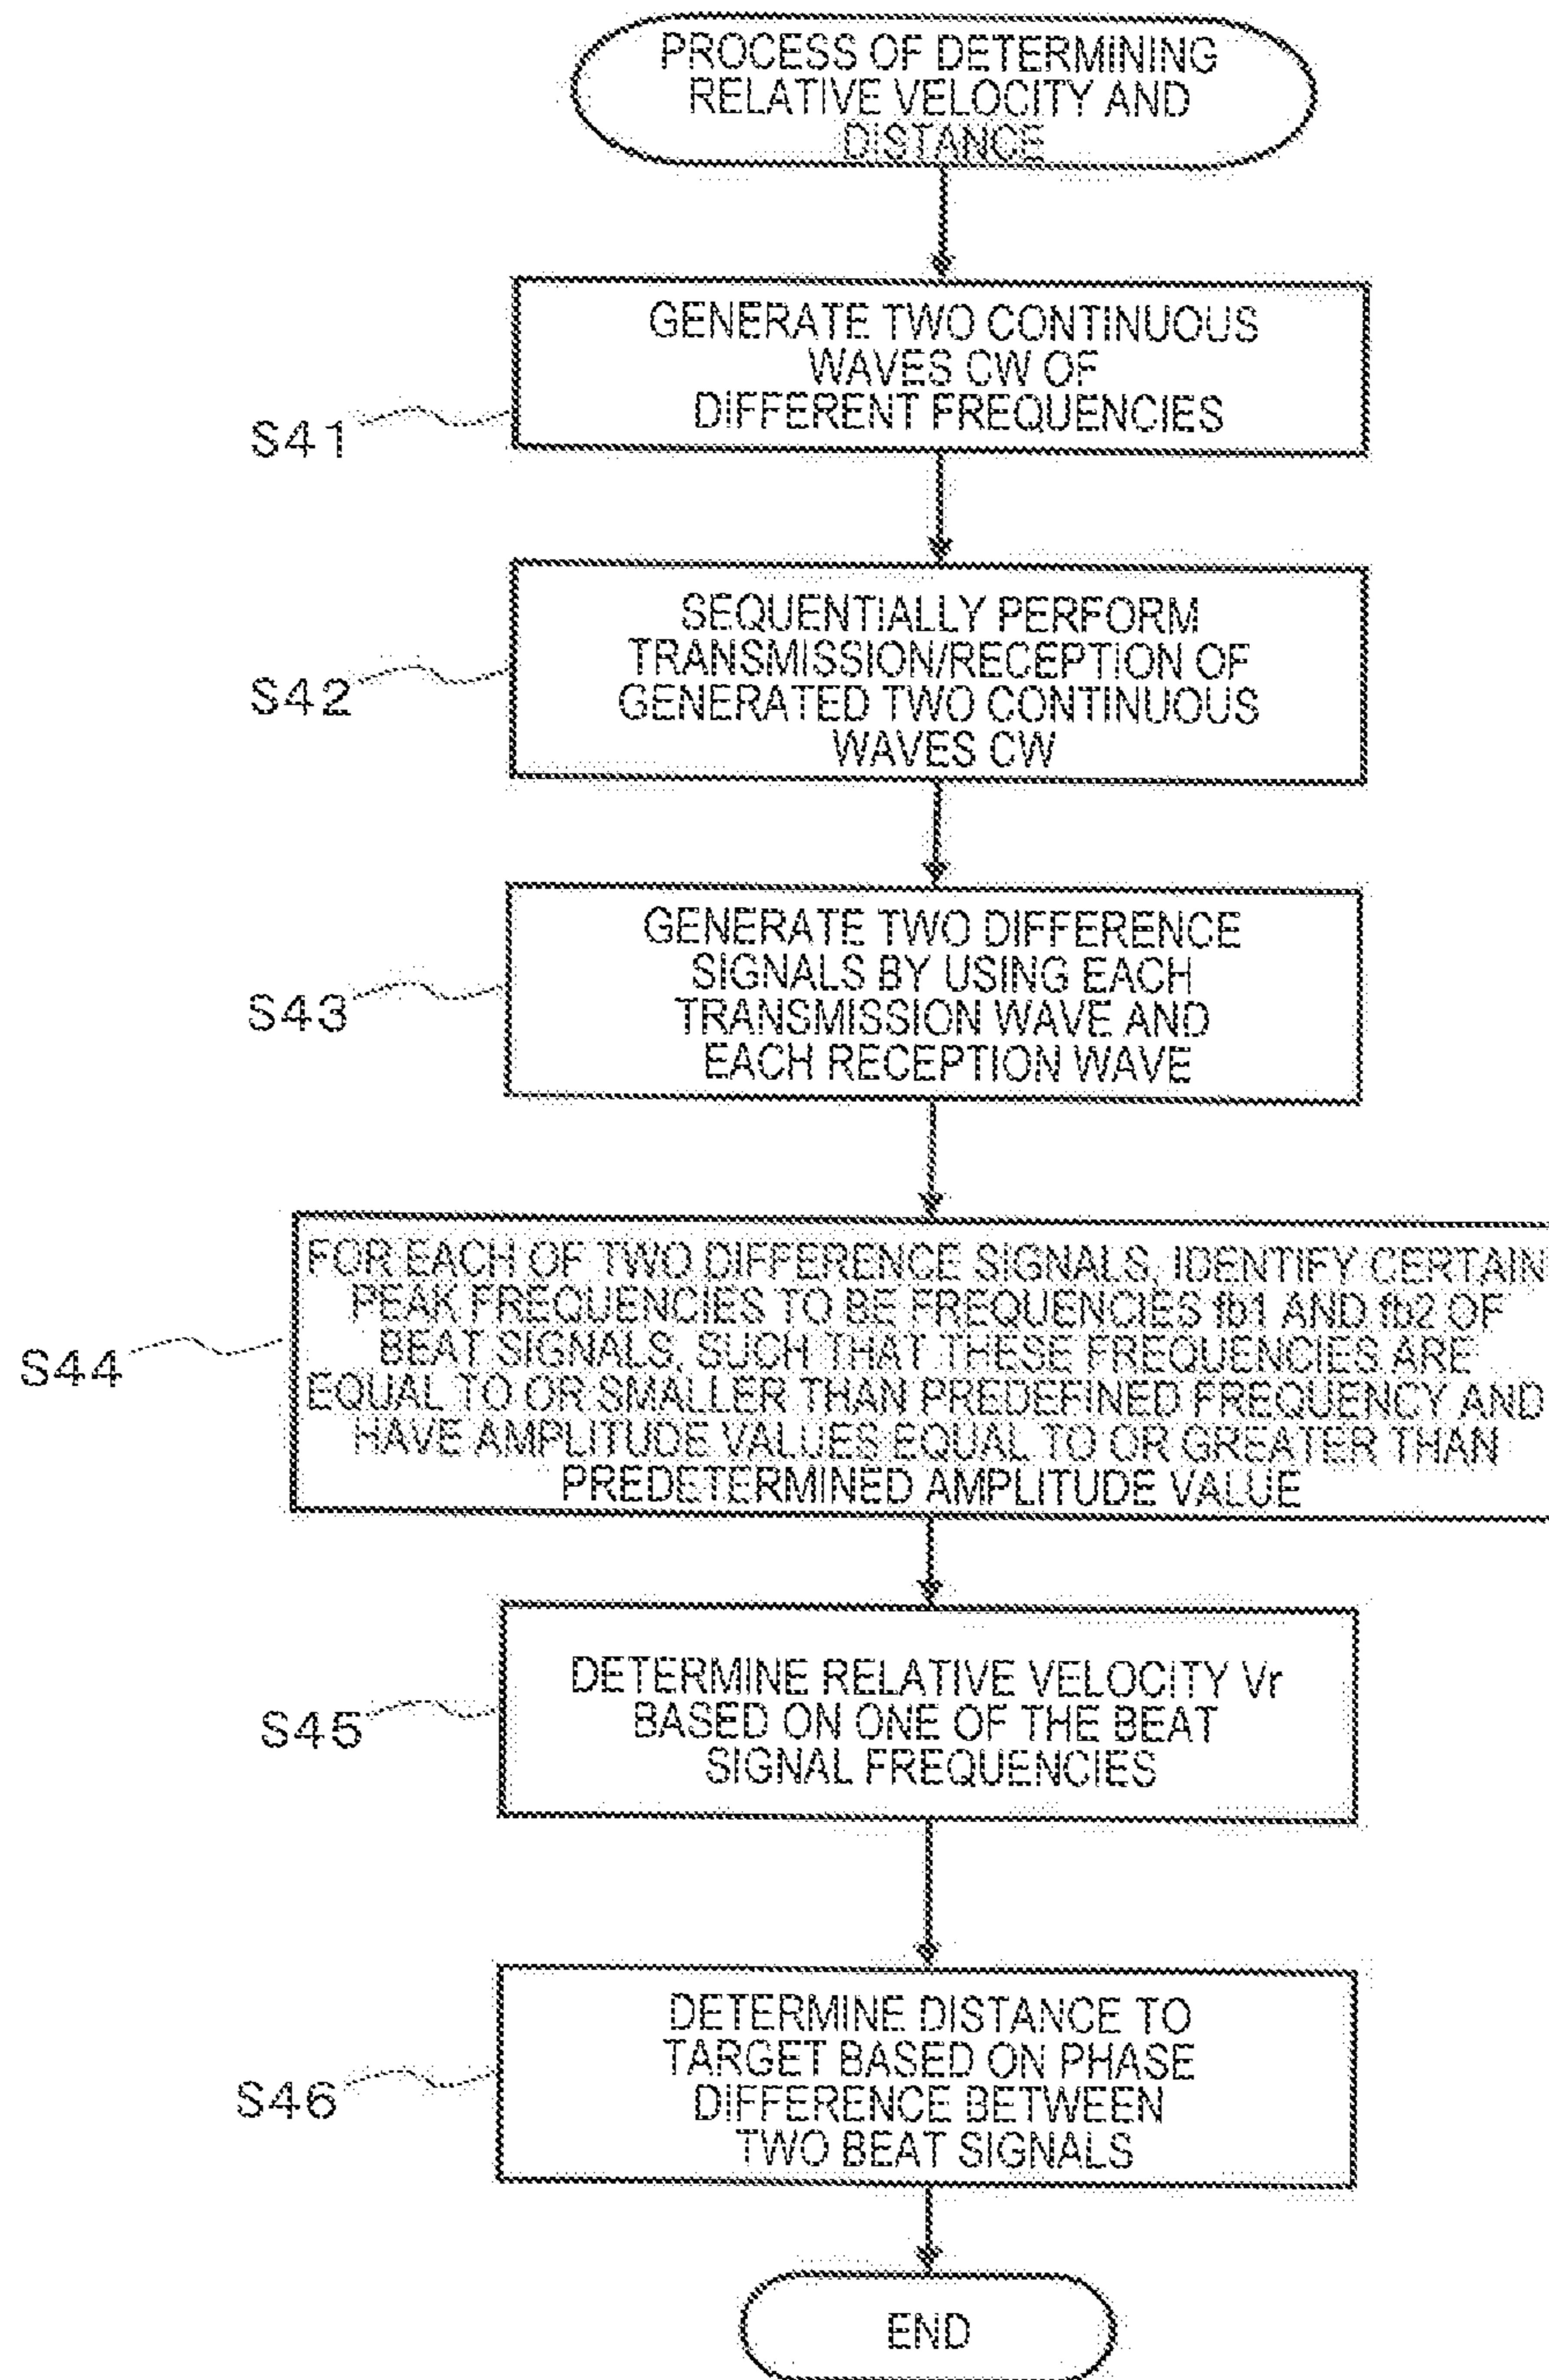 PROCESS OF DETERMINING
RELATIVE VELOCITY AND
DISTANCE
GENERATE TWO CONTINUOUS
WAVES CW OF
DIFFERENT FREQUENCIES
S41
SEQUENTIALLY PERFORM
TRANSMISSION/RECEPTION OF
GENERATED TWO CONTINUOUS
WAVES CW
S42
GENERATE TWO DIFFERENCE
SIGNALS BY USING EACH
TRANSMISSION WAVE AND
EACH RECEPTION WAVE
S43
FOR EACH OF TWO DIFFERENCE SIGNALS, IDENTIFY CERTAIN
PEAK FREQUENCIES TO BE FREQUENCIES fb1 AND fb2 OF
BEAT SIGNALS, SUCH THAT THESE FREQUENCIES ARE
EQUAL TO OR SMALLER THAN PREDEFINED FREQUENCY AND
HAVE AMPLITUDE VALUES EQUAL TO OR GREATER THAN
PREDETERMINED AMPLITUDE VALUE
S44
DETERMINE RELATIVE VELOCITY Vr
BASED ON ONE OF THE BEAT
SIGNAL FREQUENCIES
S45
DETERMINE DISTANCE TO
TARGET BASED ON PHASE
DIFFERENCE BETWEEN
TWO BEAT SIGNALS
S46
END